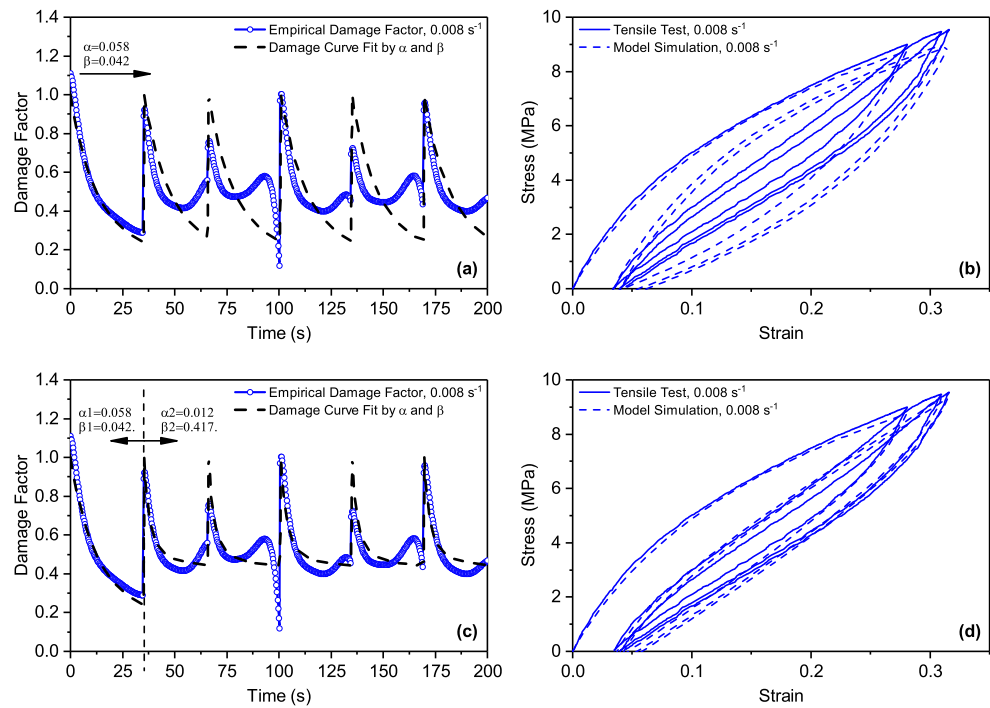 1.4
1.2
1.0
0.8
0.6
0.4
0.2
0.0
Damage Factor
Empirical Damage Factor, 0.008 s⁻¹
Damage Curve Fit by α and β
α=0.058
β=0.042
(a)
0 25 50 75 100 125 150 175 200
Time (s)
10
8
6
4
2
0
Stress (MPa)
Tensile Test, 0.008 s⁻¹
Model Simulation, 0.008 s⁻¹
(b)
0.0 0.1 0.2 0.3
Strain
1.4
1.2
1.0
0.8
0.6
0.4
0.2
0.0
Damage Factor
Empirical Damage Factor, 0.008 s⁻¹
Damage Curve Fit by α and β
α1=0.058 α2=0.012
β1=0.042. β2=0.417.
(c)
0 25 50 75 100 125 150 175 200
Time (s)
10
8
6
4
2
0
Stress (MPa)
Tensile Test, 0.008 s⁻¹
Model Simulation, 0.008 s⁻¹
(d)
0.0 0.1 0.2 0.3
Strain